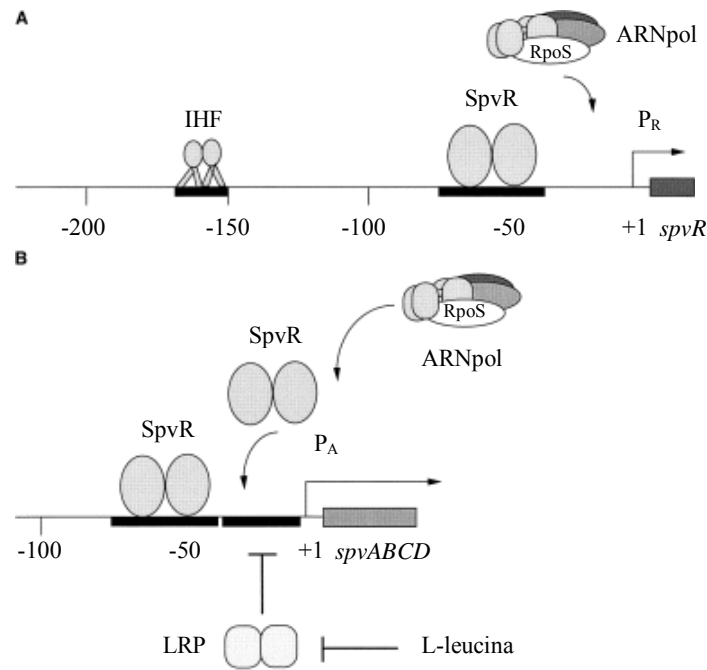 A
RpoS
ARNpol
IHF
SpvR
PR
-200
-150
-100
-50
+1
spvR
B
RpoS
ARNpol
SpvR
SpvR
PA
-100
-50
+1
spvABCD
LRP
L-leucina